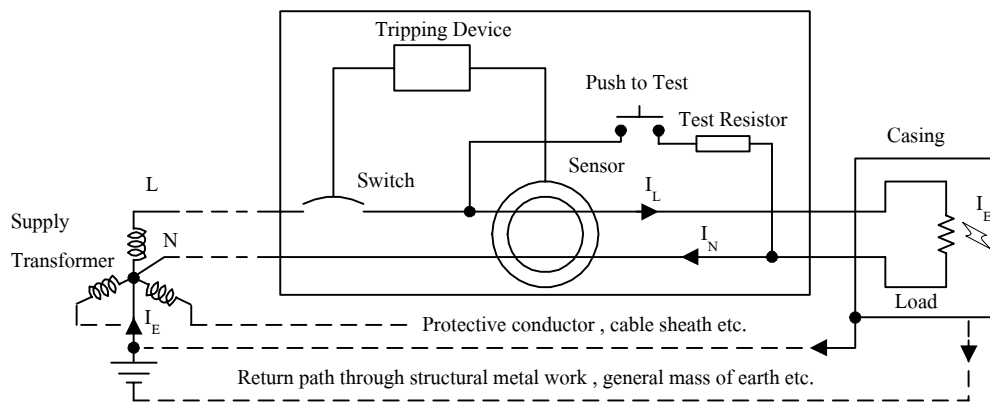 Tripping Device
Push to Test
Test Resistor
Casing
Sensor
Switch
L
I_L
I_E
Supply
N
I_N
Transformer
Load
I_E
Protective conductor , cable sheath etc.
Return path through structural metal work , general mass of earth etc.